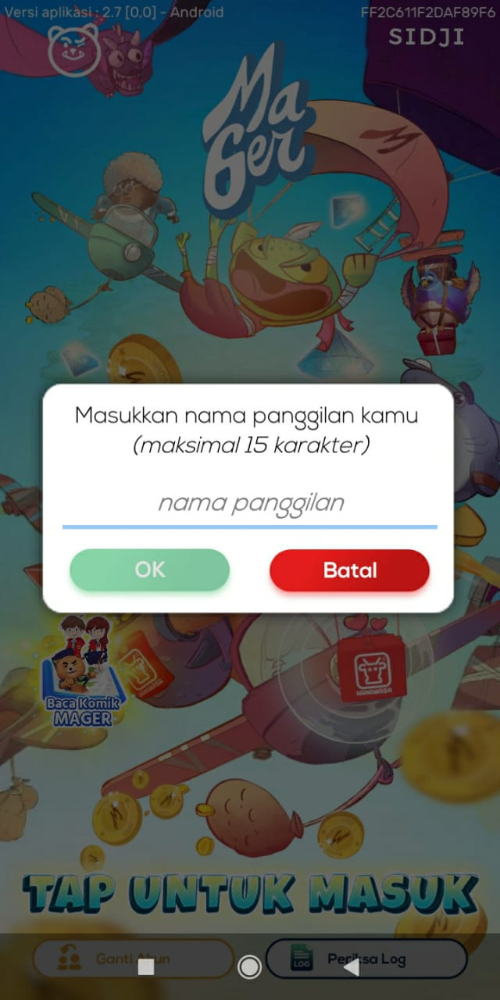 Versi aplikasi : 2.7 [0,0] - Android
FF2C611F2DAF89F6
SIDJI
Ma
Ger
M
Masukkan nama panggilan kamu
(maksimal 15 karakter)
nama panggilan
OK
Batal
Baca Komik
MAGER
HAHAWASA
TAP UNTUK MASUK
Ganti Akun
LOG
Periksa Log